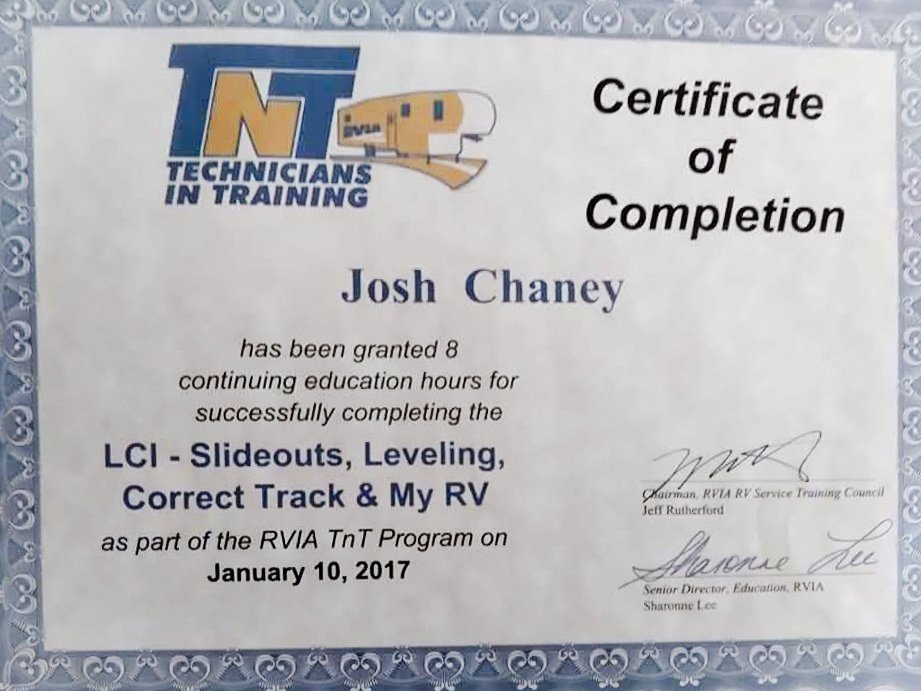 TNT
RVIA
TECHNICIANS
IN TRAINING
Certificate
of
Completion
Josh Chaney
has been granted 8
continuing education hours for
successfully completing the
LCI - Slideouts, Leveling,
Correct Track & My RV
as part of the RVIA TnT Program on
January 10, 2017
Chairman, RVIA RV Service Training Council
Jeff Rutherford
Sharonne Lee
Senior Director, Education, RVIA
Sharonne Lee